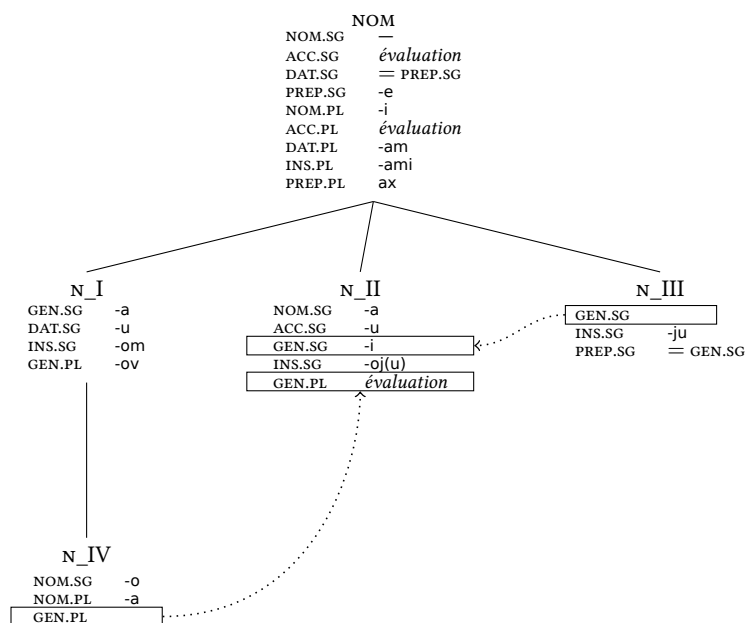 NOM
NOM.SG —
ACC.SG évaluation
DAT.SG = PREP.SG
PREP.SG -e
NOM.PL -i
ACC.PL évaluation
DAT.PL -am
INS.PL -ami
PREP.PL ax
N_I
GEN.SG -a
DAT.SG -u
INS.SG -om
GEN.PL -ov
N_II
NOM.SG -a
ACC.SG -u
GEN.SG -i
INS.SG -oj(u)
GEN.PL évaluation
N_III
GEN.SG
INS.SG -ju
PREP.SG = GEN.SG
N_IV
NOM.SG -o
NOM.PL -a
GEN.PL